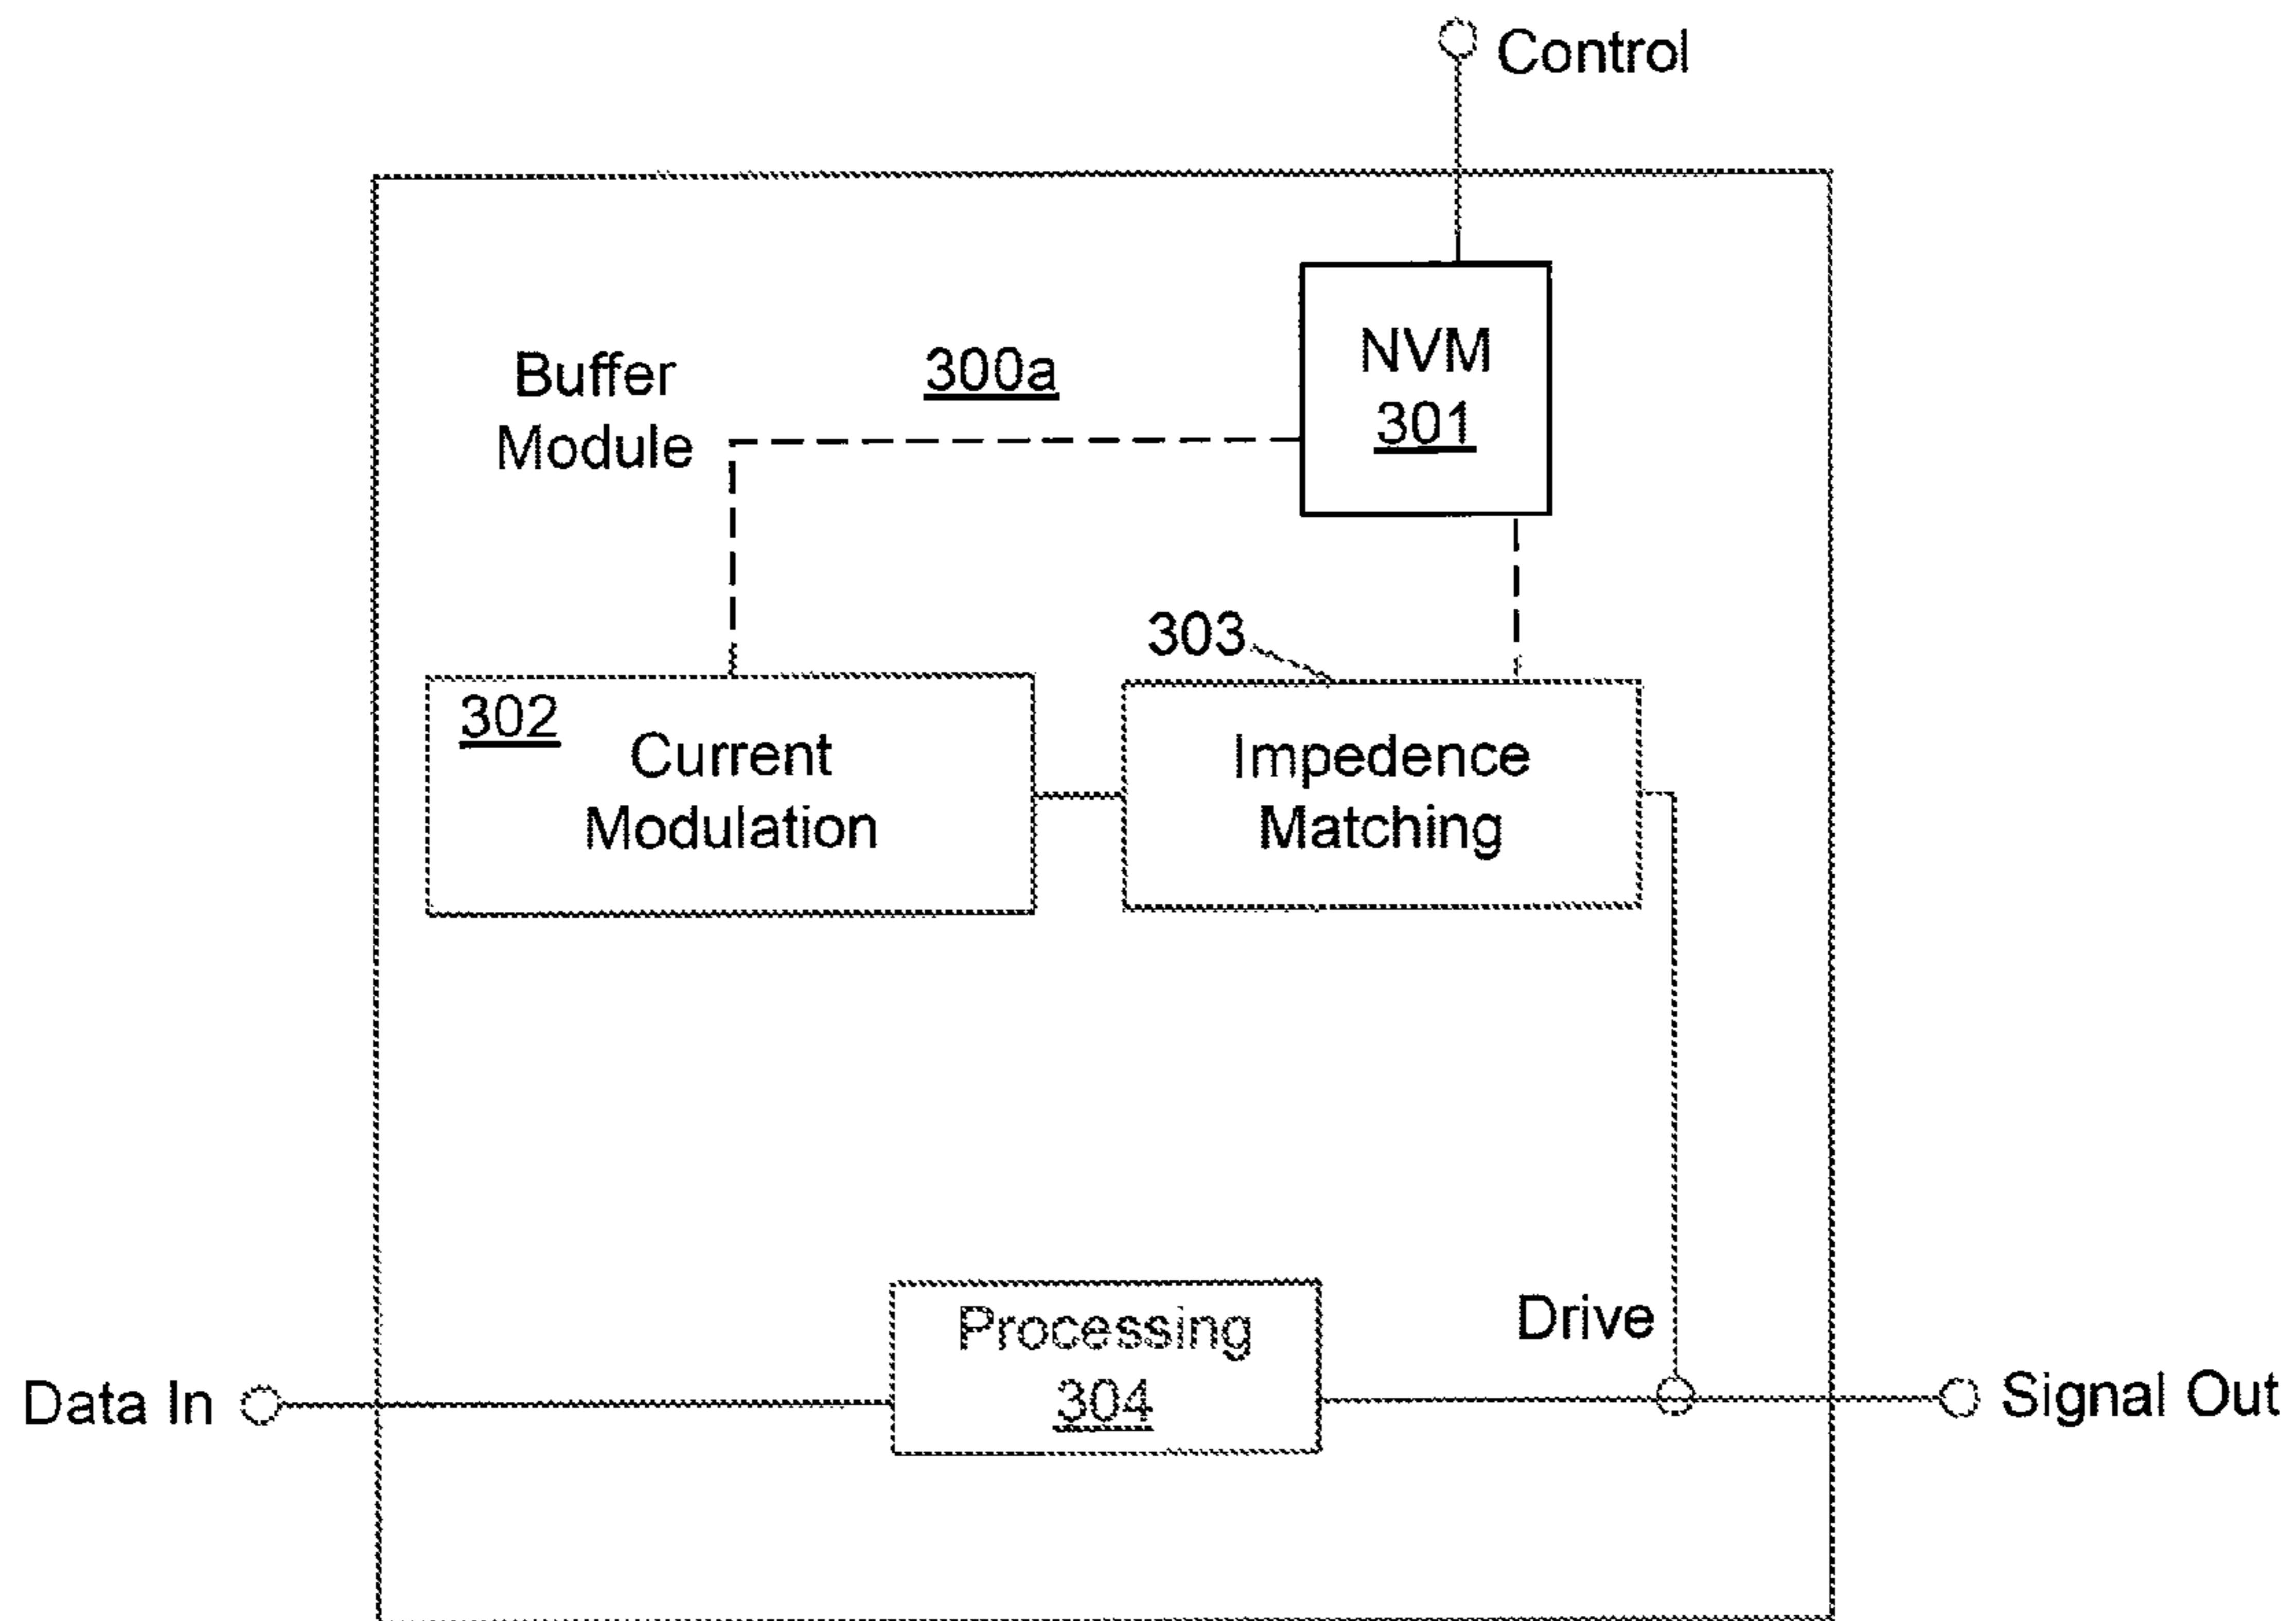 Control
NVM
301
Buffer
Module
300a
303
302
Current
Modulation
Impedence
Matching
Processing
304
Drive
Data In
Signal Out